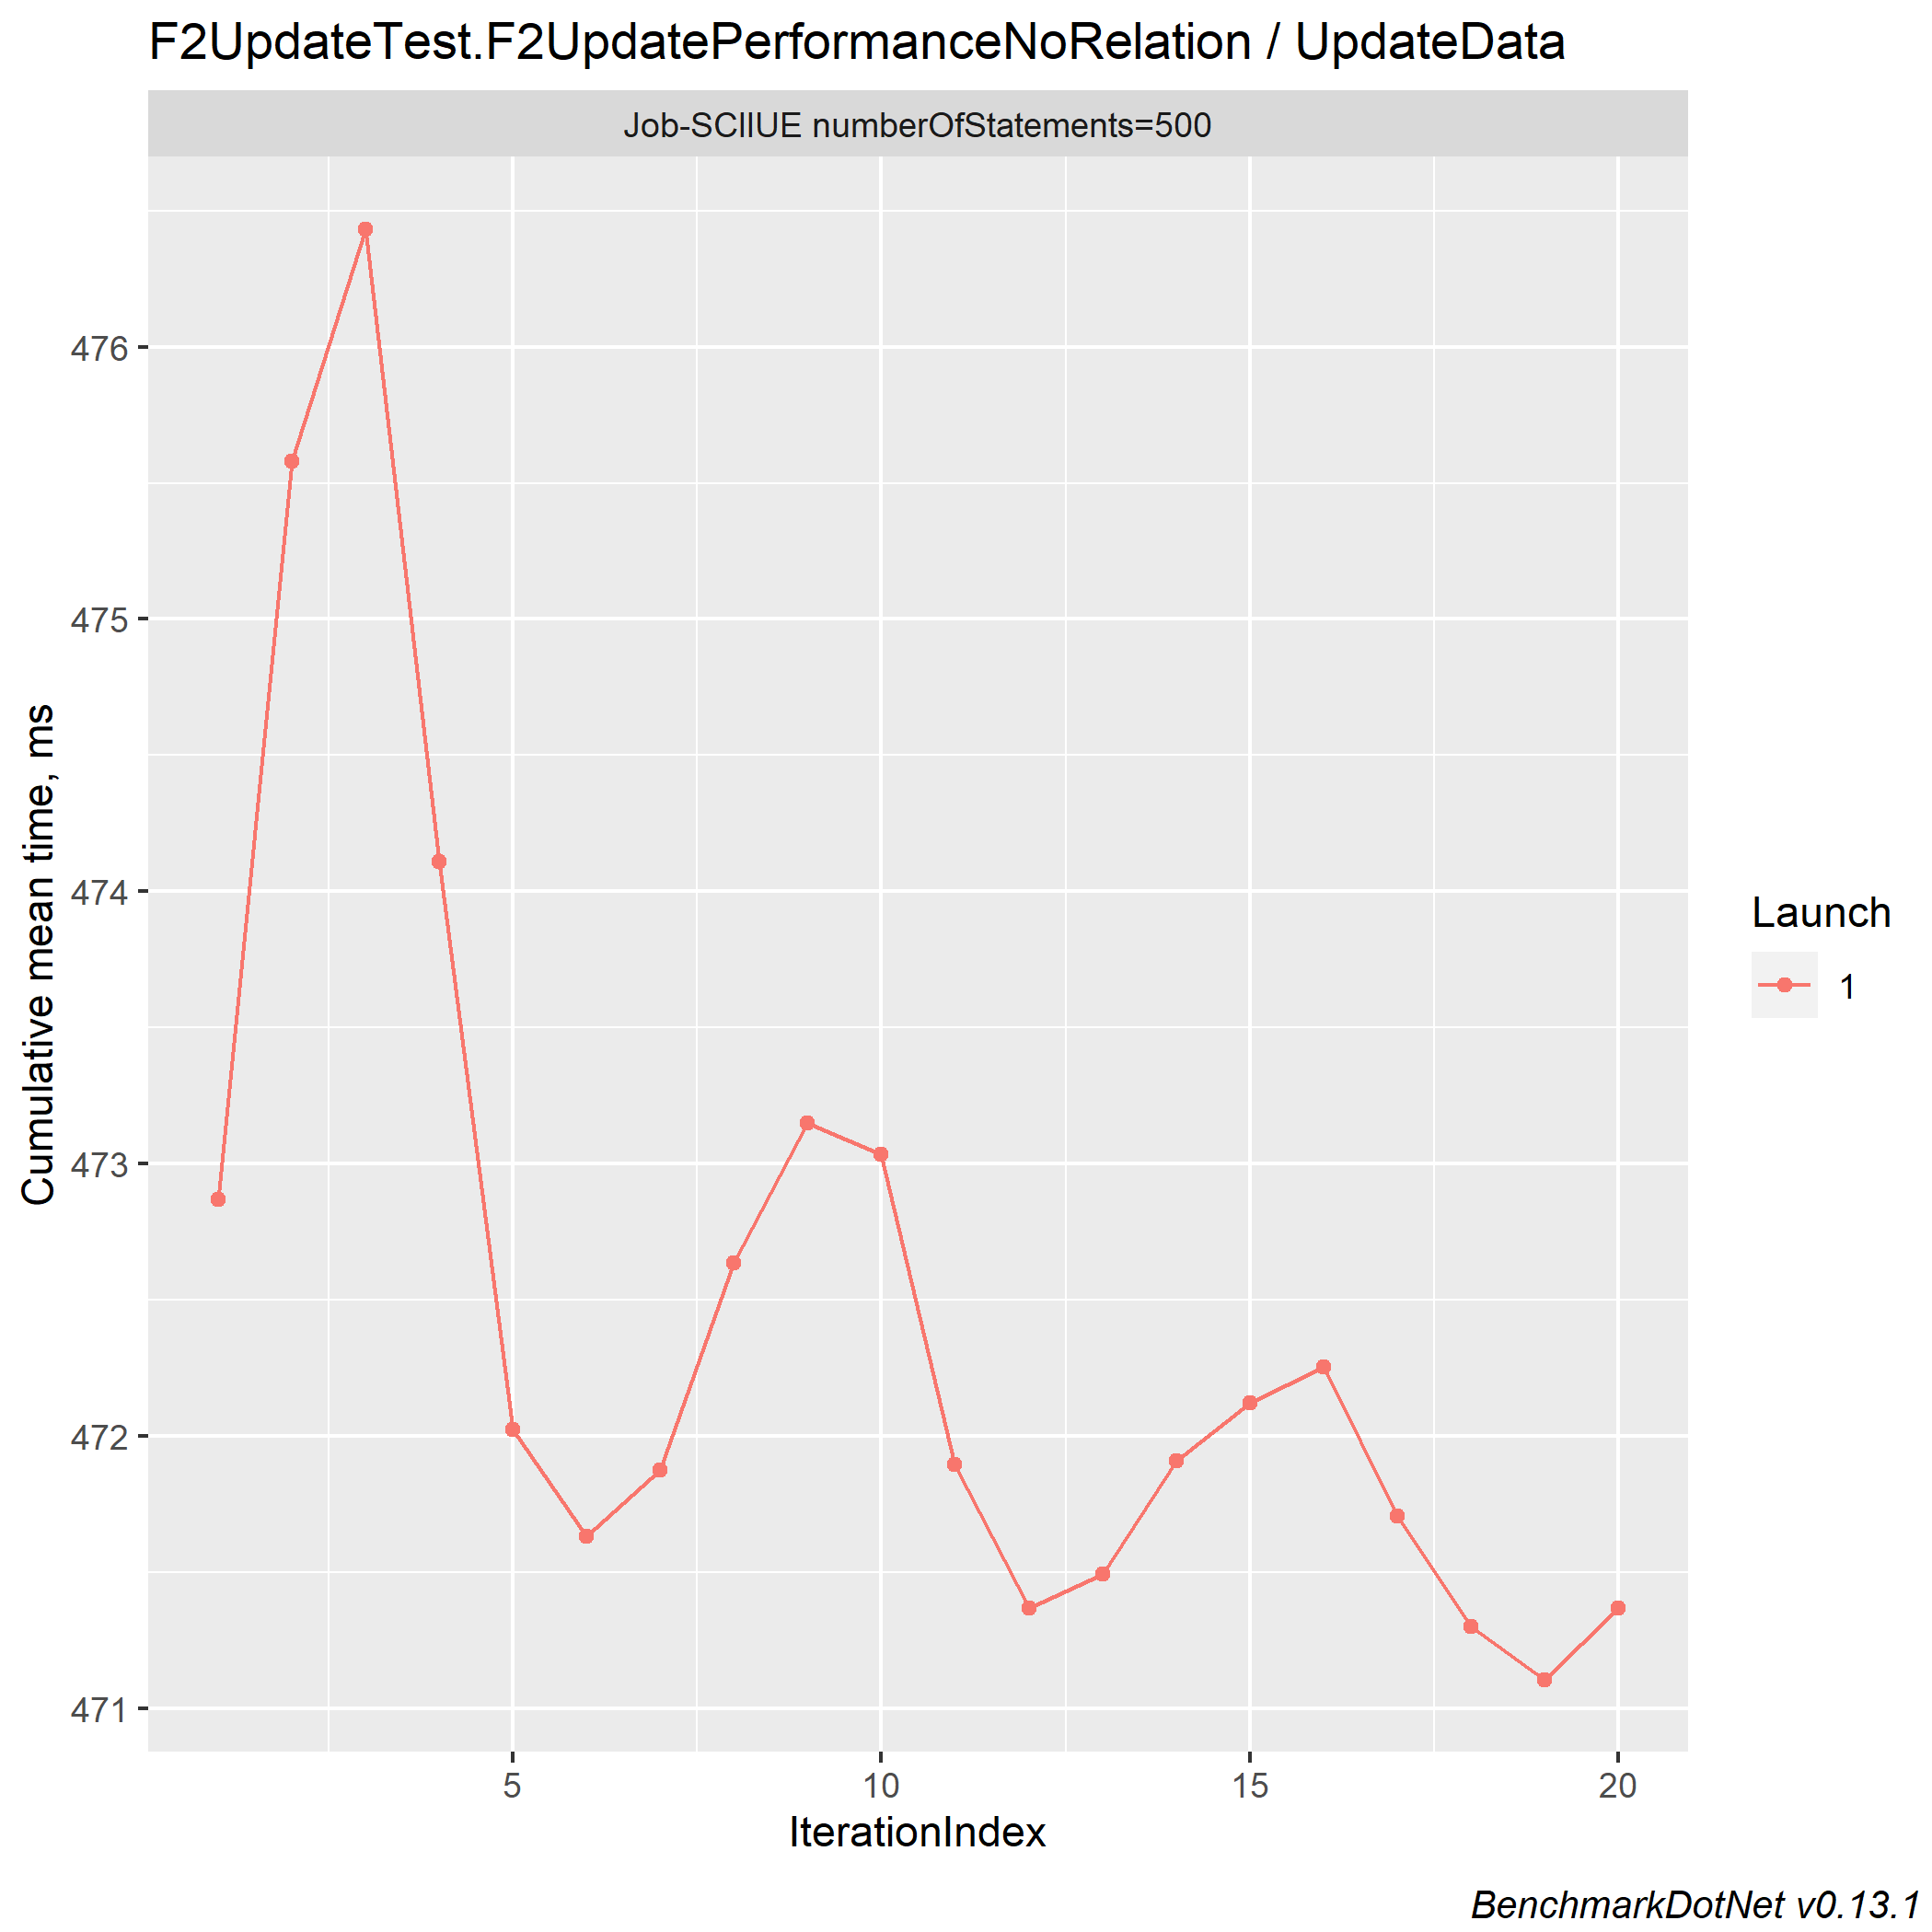 F2UpdateTest.F2UpdatePerformanceNoRelation / UpdateData
Job-SCIIUE numberOfStatements=500
Cumulative mean time, ms
476
475
474
473
472
471
5
10
15
20
IterationIndex
Launch
1
BenchmarkDotNet v0.13.1